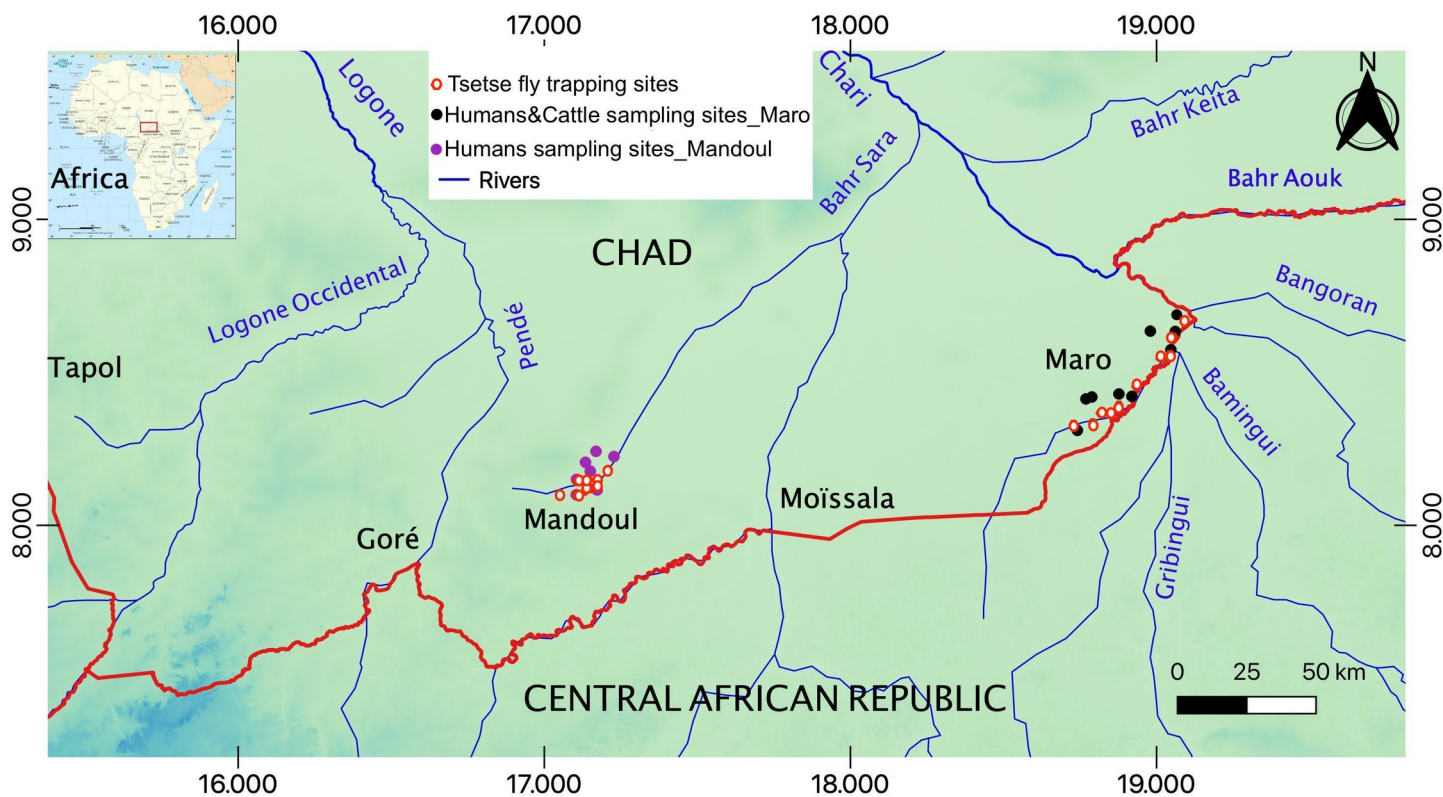 16.000 17.000 18.000 19.000
Tsetse fly trapping sites
Humans&Cattle sampling sites_Maro
Humans sampling sites_Mandoul
Rivers
Africa
N
Logone
Chari
Bahr Keita
Bahr Sara
Bahr Aouk
9.000
9.000
CHAD
Logone Occidental
Bangoran
Pendé
Tapol
Maro
Bamingui
Mandoul
Moïssala
8.000
8.000
Goré
Gribingui
0 25 50 km
CENTRAL AFRICAN REPUBLIC
16.000 17.000 18.000 19.000